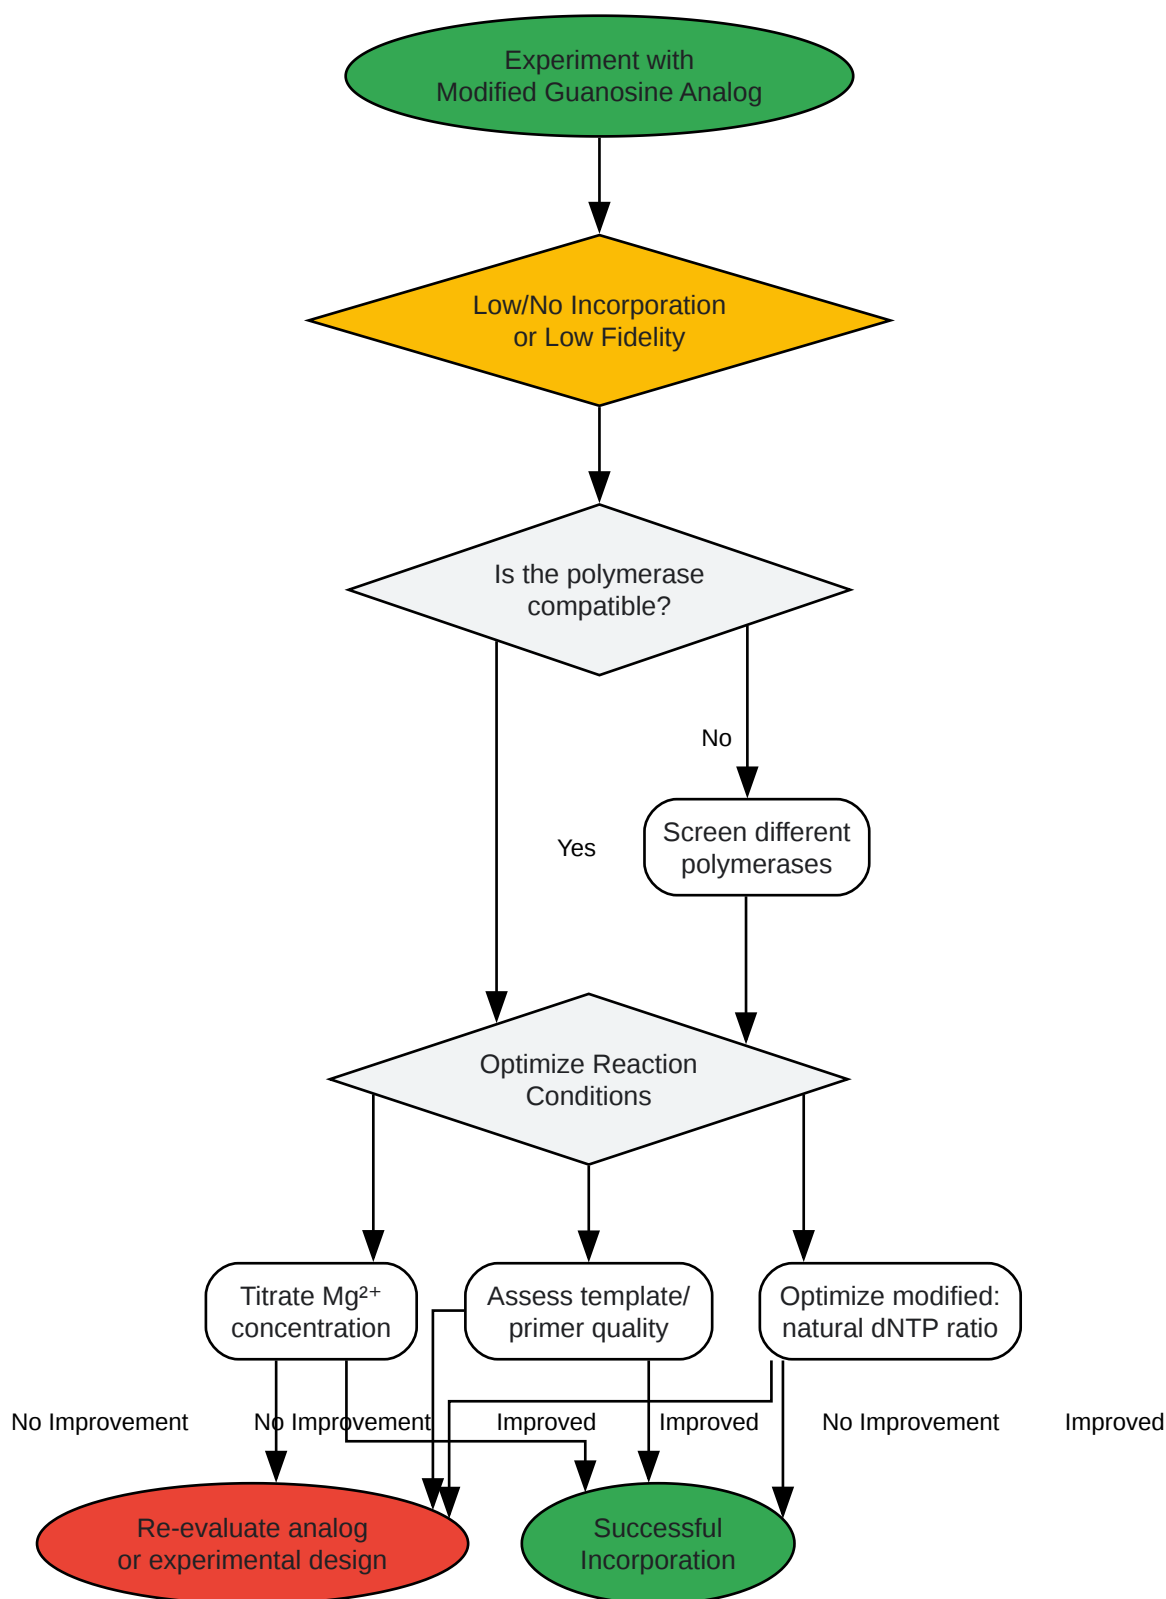 Experiment with
Modified Guanosine Analog
Low/No Incorporation
or Low Fidelity
Is the polymerase
compatible?
No
Screen different
polymerases
Yes
Optimize Reaction
Conditions
Titrate Mg²⁺
concentration
Assess template/
primer quality
Optimize modified:
natural dNTP ratio
No Improvement
No Improvement
Improved
Improved
No Improvement
Improved
Re-evaluate analog
or experimental design
Successful
Incorporation